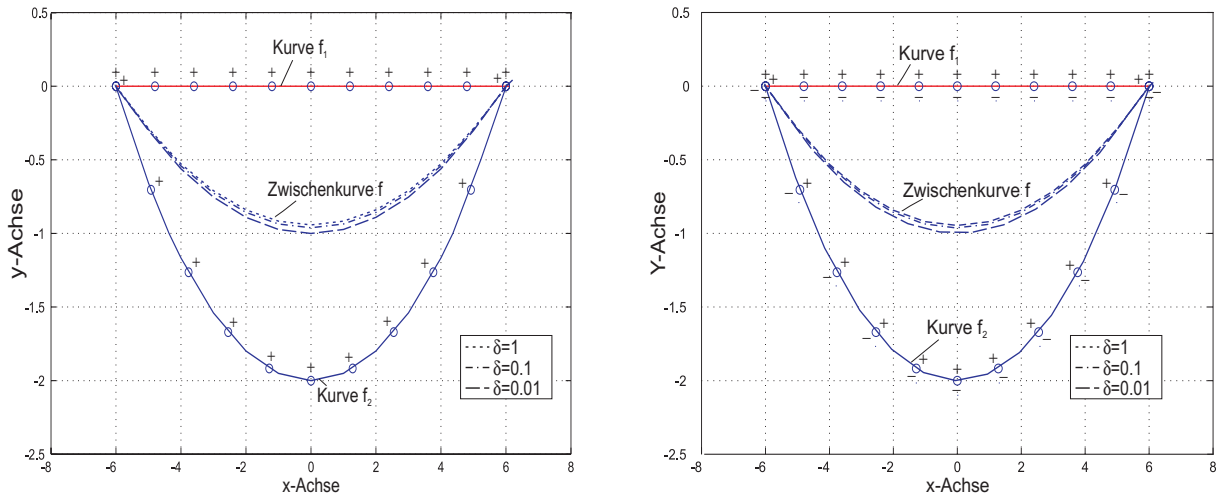 0.5
0
-0.5
-1
-1.5
-2
-2.5
-8 -6 -4 -2 0 2 4 6 8
y-Achse
x-Achse
Kurve f₁
Zwischenkurve f
Kurve f₂
δ=1
δ=0.1
δ=0.01
0.5
0
-0.5
-1
-1.5
-2
-2.5
-8 -6 -4 -2 0 2 4 6 8
Y-Achse
x-Achse
Kurve f₁
Zwischenkurve f
Kurve f₂
δ=1
δ=0.1
δ=0.01